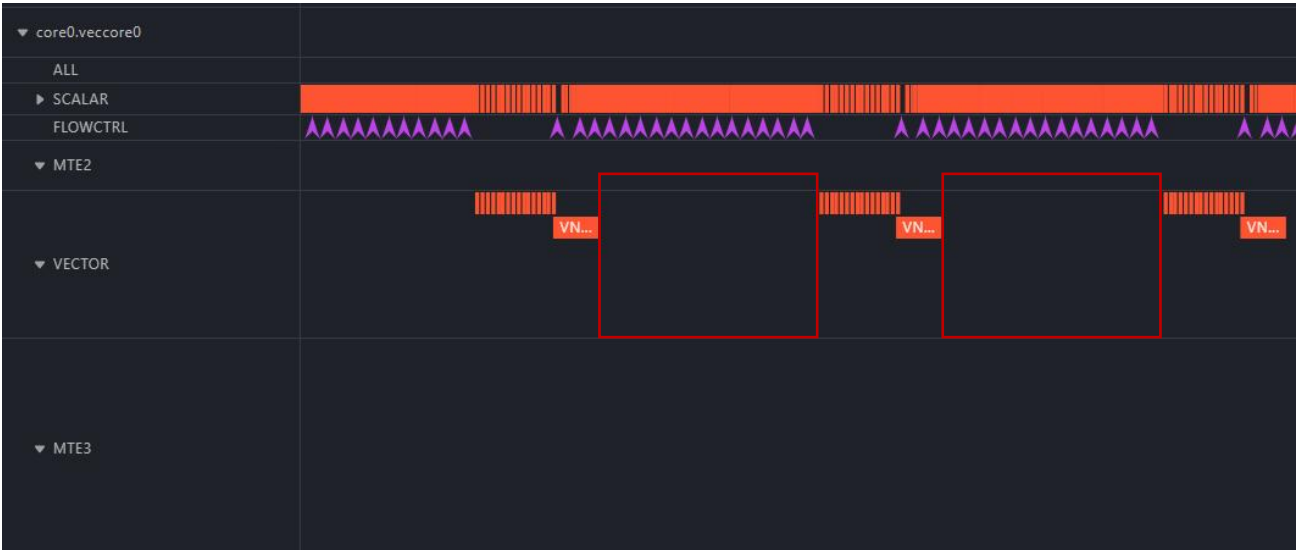 core0.veccore0
ALL
SCALAR
FLOWCTRL
MTE2
VN... VN... VN...
VECTOR
MTE3